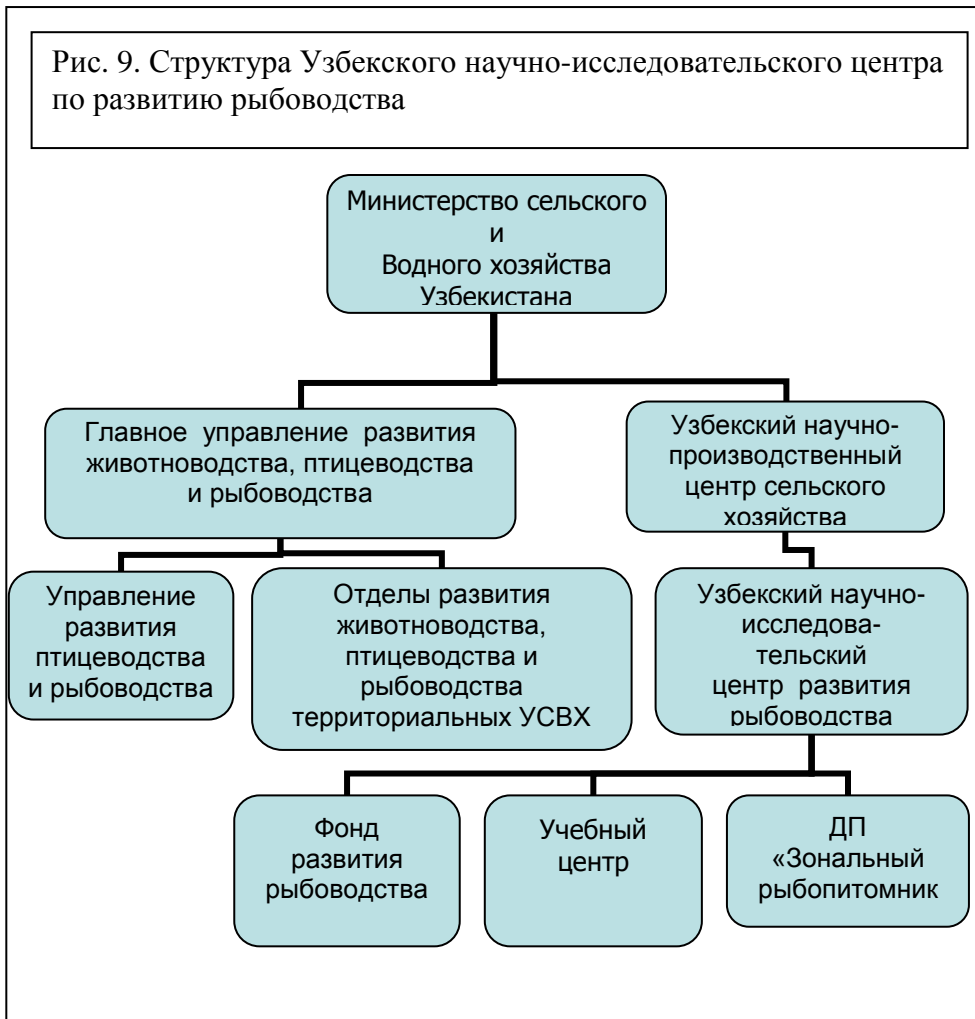 Рис. 9. Структура Узбекского научно-исследовательского центра
по развитию рыбоводства
Министерство сельского
и
Водного хозяйства
Узбекистана
Главное управление развития
животноводства, птицеводства
и рыбоводства
Узбекский научно-
производственный
центр сельского
хозяйства
Управление
развития
птицеводства
и рыбоводства
Отделы развития
животноводства,
птицеводства и
рыбоводства
территориальных УСВХ
Узбекский научно-
исследова-
тельский
центр развития
рыбоводства
Фонд
развития
рыбоводства
Учебный
центр
ДП
«Зональный
рыбопитомник